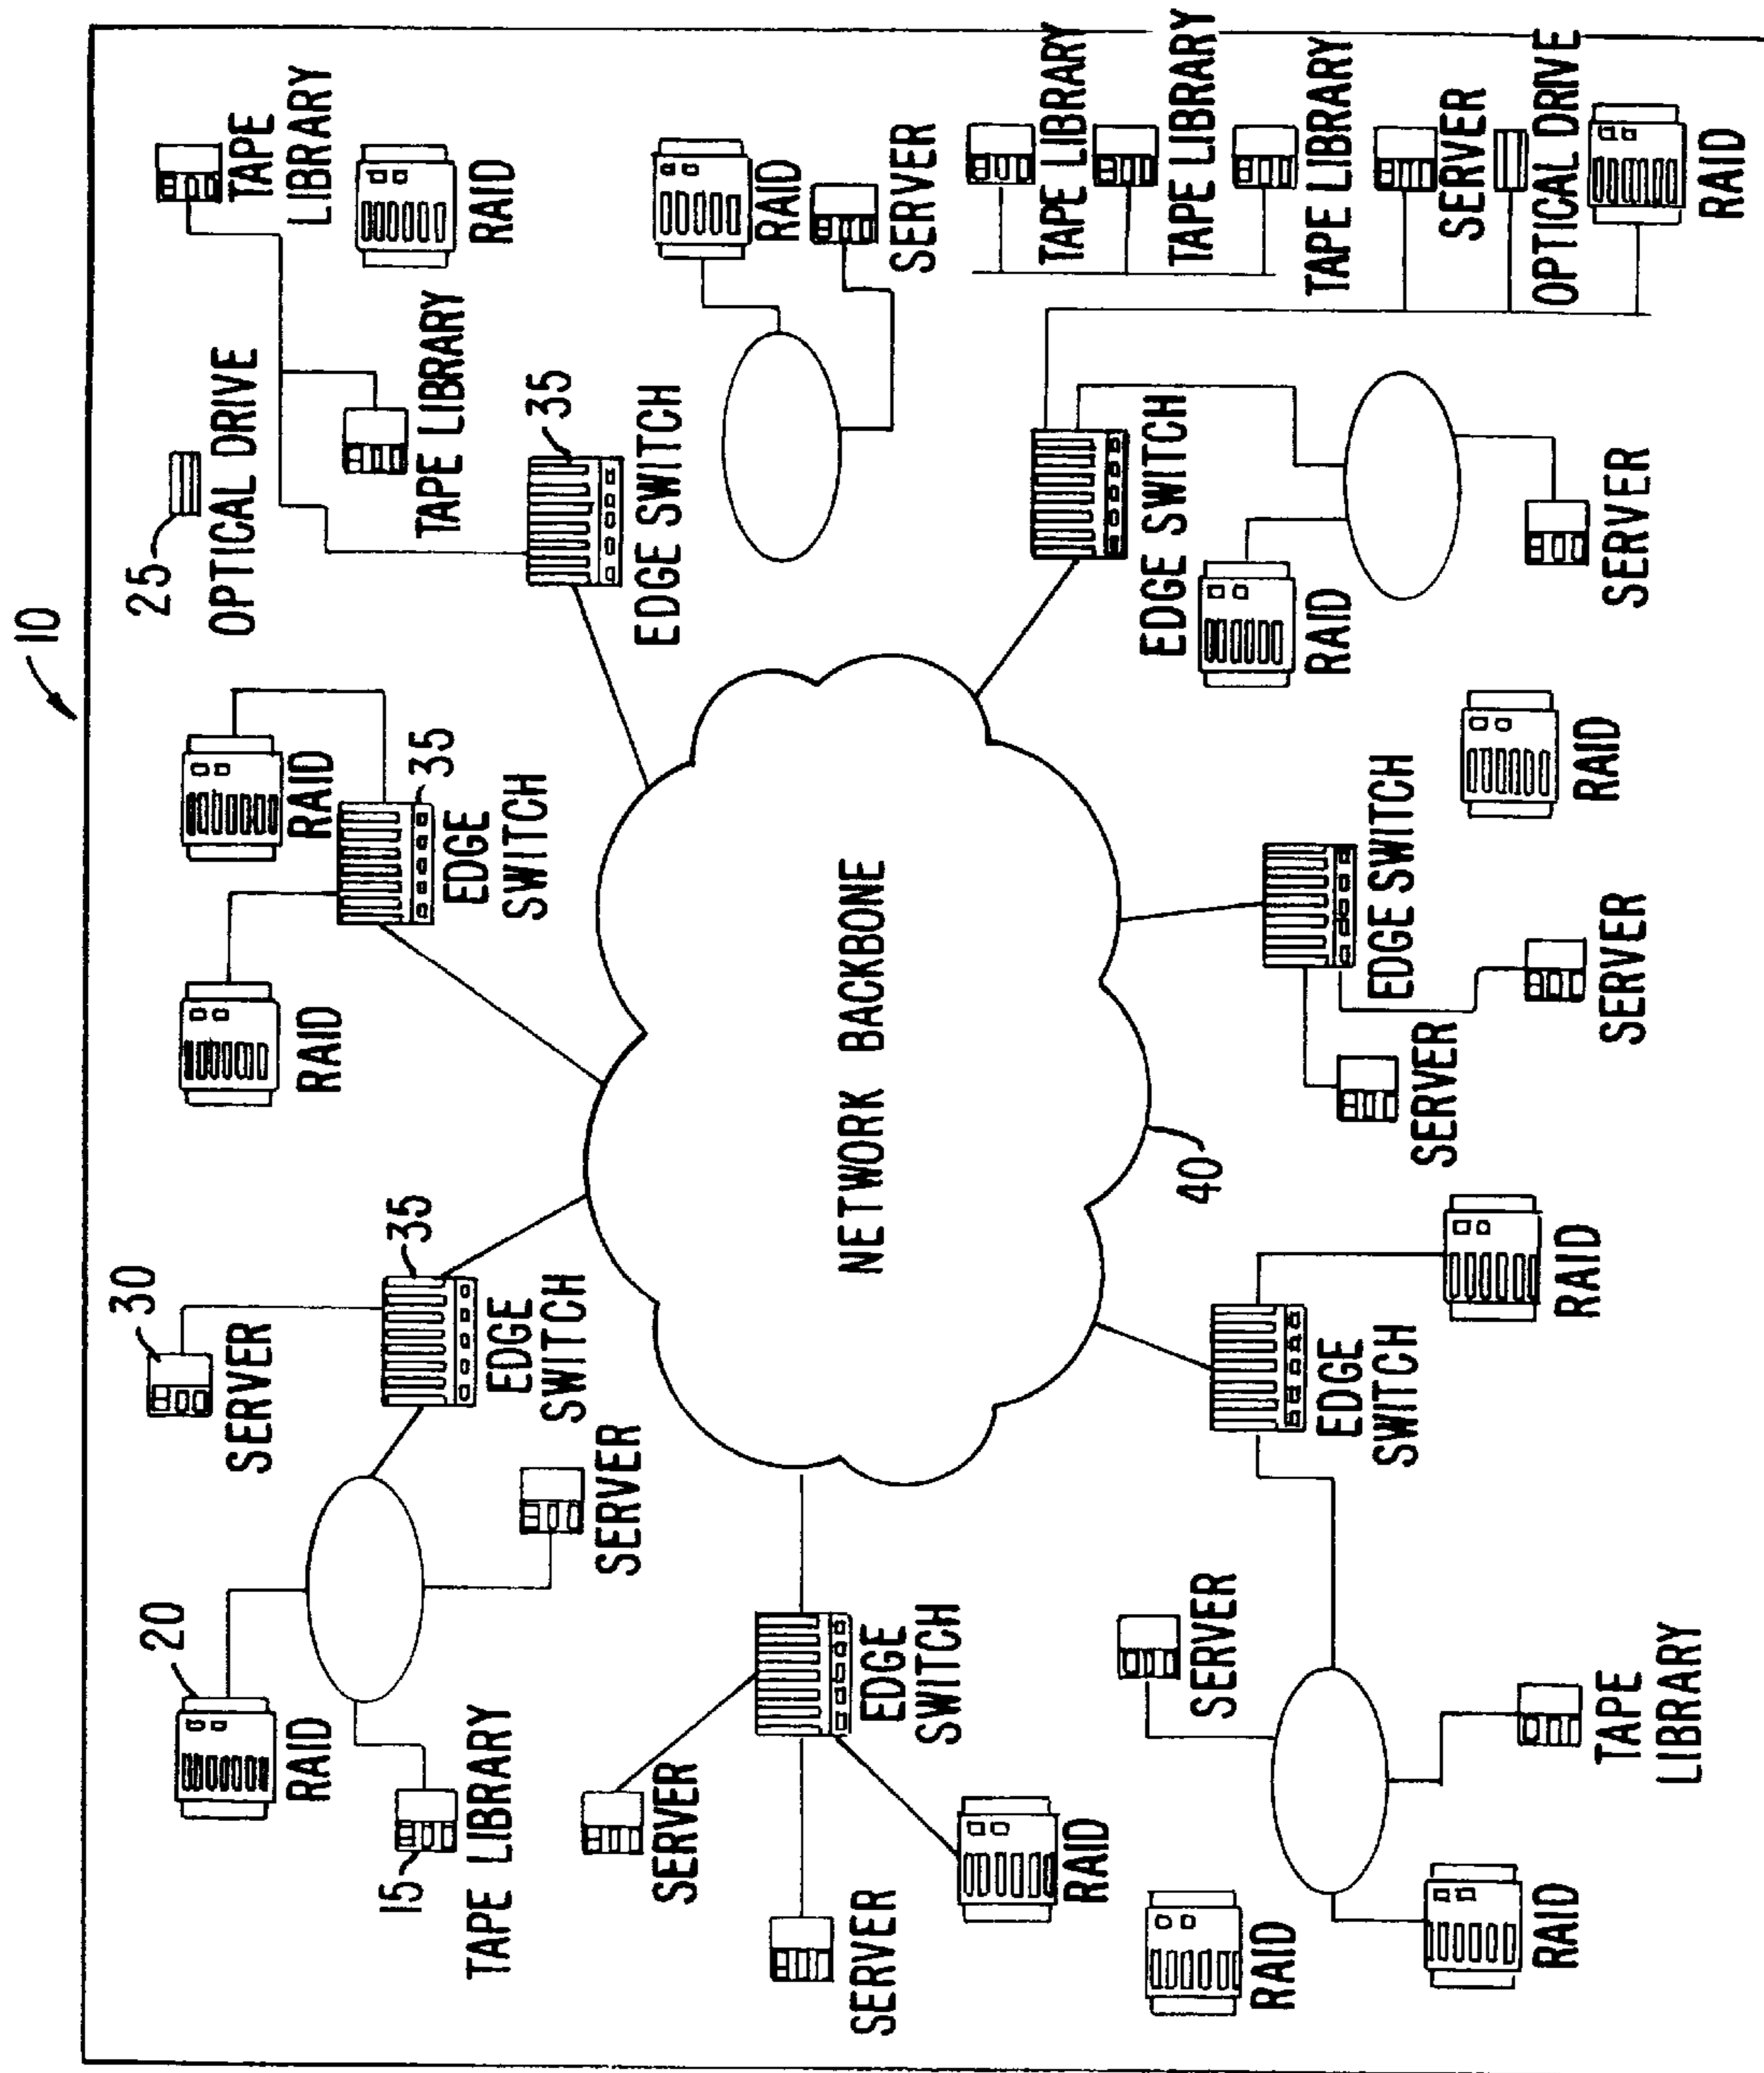 10
20
30
25
TAPE
LIBRARY
SERVER
OPTICAL DRIVE
RAID
RAID
RAID
15
35
35
TAPE LIBRARY
RAID
TAPE LIBRARY
EDGE
SWITCH
EDGE
SWITCH
35
SERVER
EDGE SWITCH
SERVER
RAID
NETWORK BACKBONE
SERVER
EDGE
SWITCH
SERVER
TAPE LIBRARY
RAID
EDGE SWITCH
TAPE LIBRARY
40
SERVER
RAID
TAPE LIBRARY
RAID
EDGE
SWITCH
EDGE SWITCH
SERVER
SERVER
OPTICAL DRIVE
RAID
RAID
RAID
TAPE
LIBRARY
SERVER
SERVER
RAID